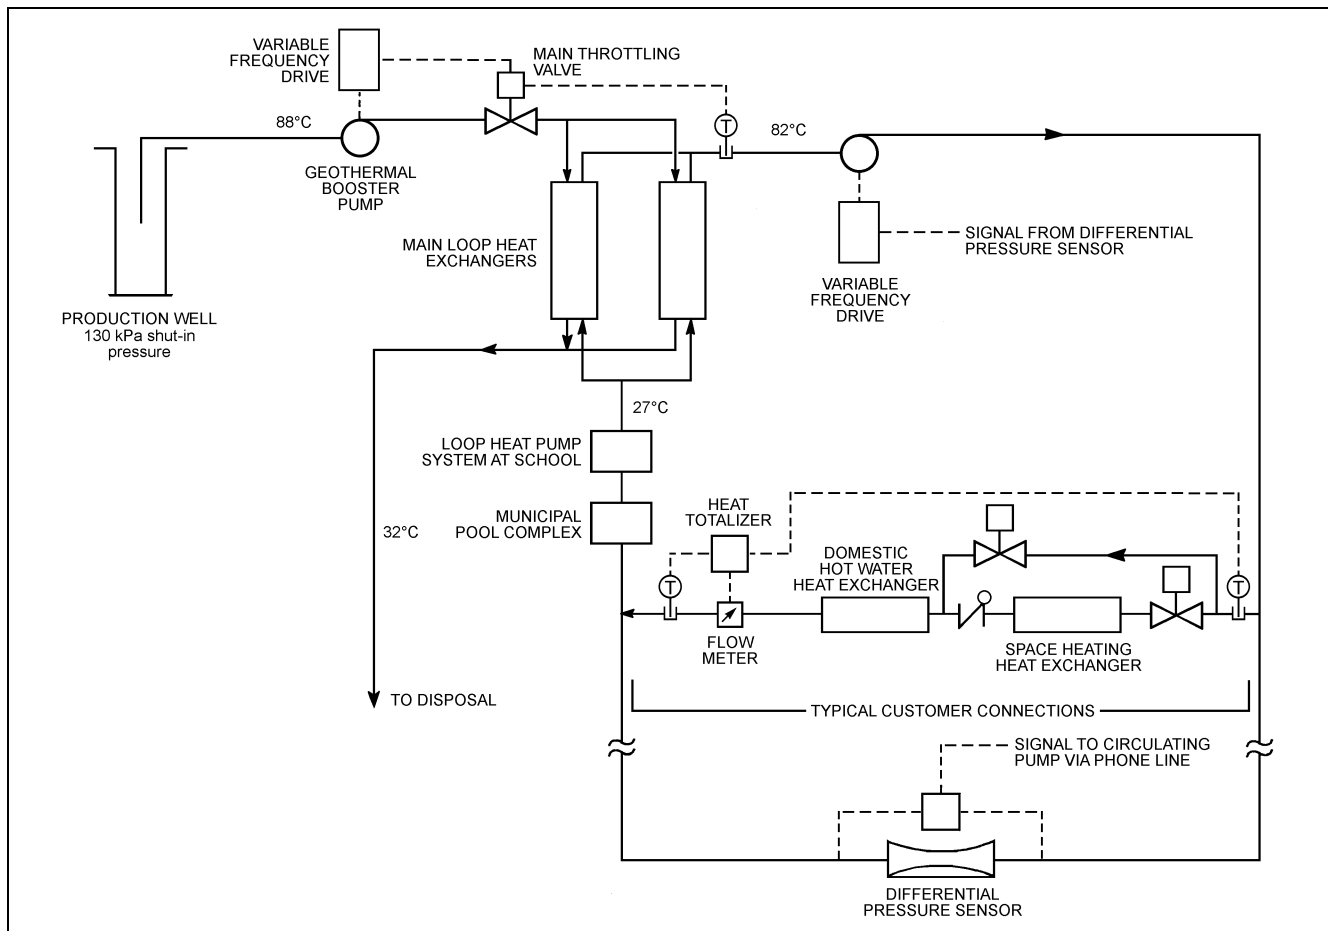 VARIABLE
FREQUENCY
DRIVE
MAIN THROTTLING
VALVE
88°C
T
82°C
GEOTHERMAL
BOOSTER
PUMP
MAIN LOOP HEAT
EXCHANGERS
SIGNAL FROM DIFFERENTIAL
PRESSURE SENSOR
VARIABLE
FREQUENCY
DRIVE
PRODUCTION WELL
130 kPa shut-in
pressure
27°C
LOOP HEAT PUMP
SYSTEM AT SCHOOL
MUNICIPAL
POOL COMPLEX
32°C
HEAT
TOTALIZER
DOMESTIC
HOT WATER
HEAT EXCHANGER
T
T
FLOW
METER
SPACE HEATING
HEAT EXCHANGER
TO DISPOSAL
TYPICAL CUSTOMER CONNECTIONS
SIGNAL TO CIRCULATING
PUMP VIA PHONE LINE
DIFFERENTIAL
PRESSURE SENSOR